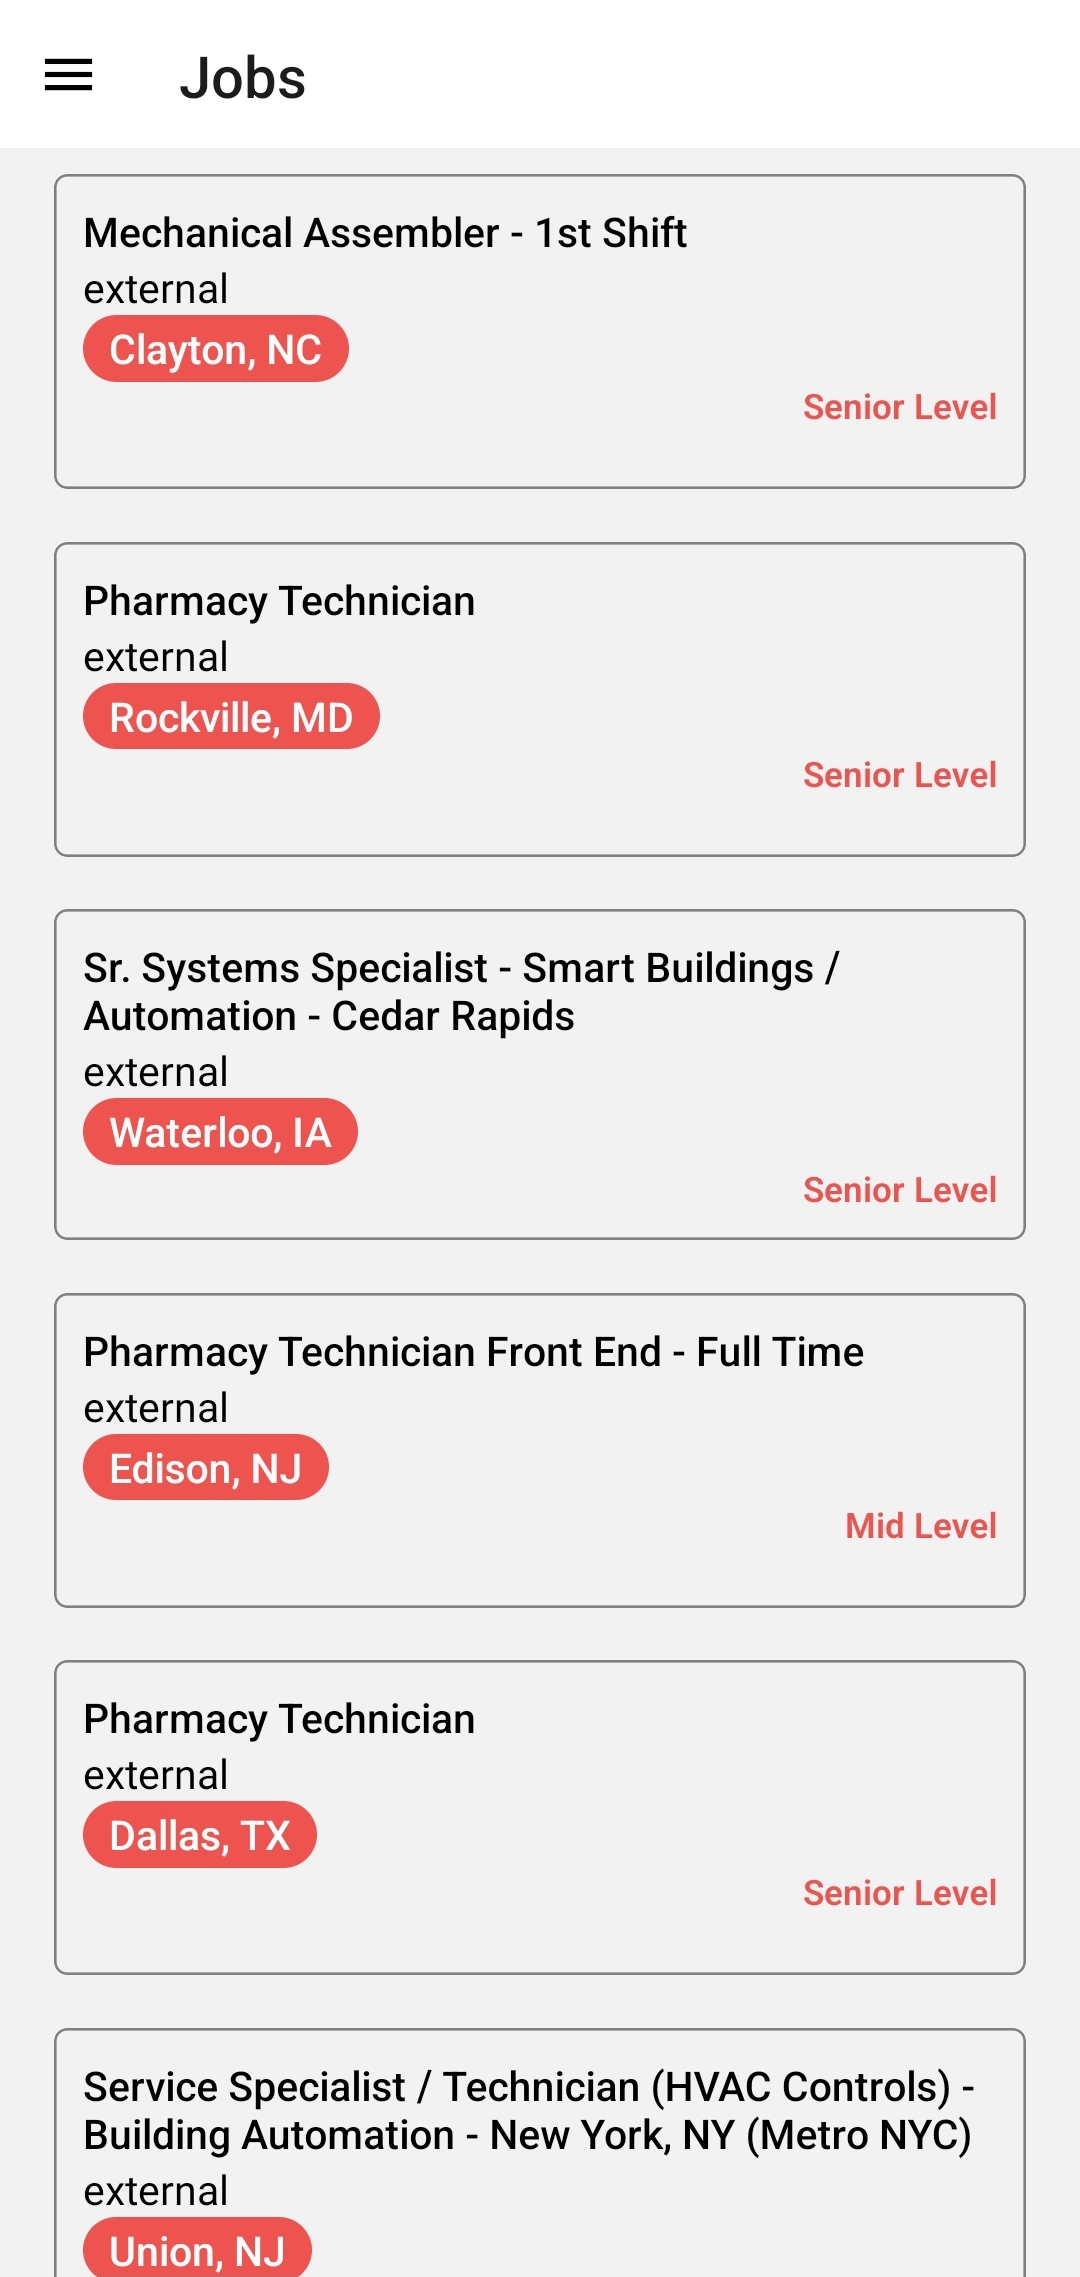 Jobs
Mechanical Assembler - 1st Shift
external
Clayton, NC
Senior Level
Pharmacy Technician
external
Rockville, MD
Senior Level
Sr. Systems Specialist - Smart Buildings /
Automation - Cedar Rapids
external
Waterloo, IA
Senior Level
Pharmacy Technician Front End - Full Time
external
Edison, NJ
Mid Level
Pharmacy Technician
external
Dallas, TX
Senior Level
Service Specialist / Technician (HVAC Controls) -
Building Automation - New York, NY (Metro NYC)
external
Union, NJ